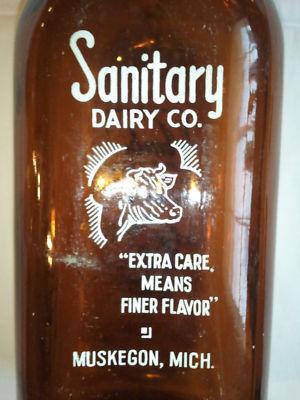 Sanitary
DAIRY CO.
"EXTRA CARE,
MEANS
FINER FLAVOR"
MUSKEGON, MICH.